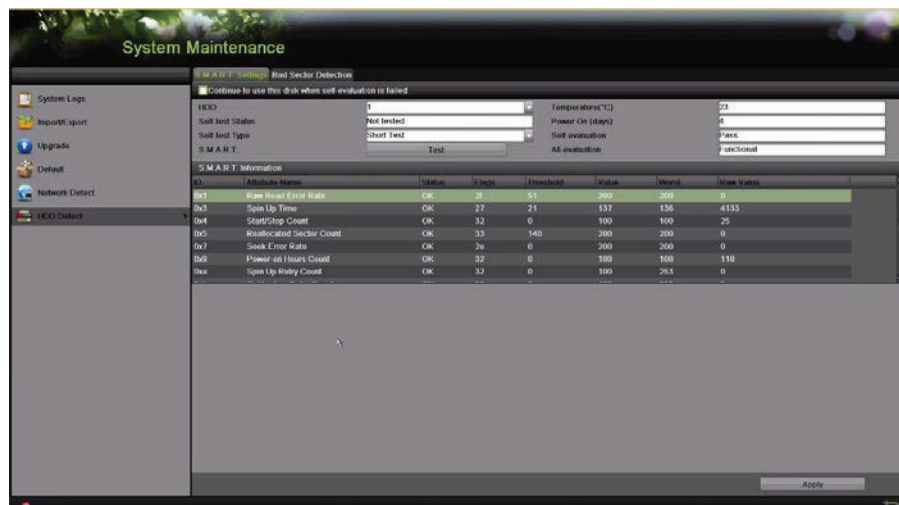 System Maintenance
System Logs
Import/Export
Upgrade
Default
Network Detect
HDD Detect
S.M.A.R.T. Settings Bad Sector Detection
Continue to use this disk when self-evaluation is failed
HDD 1 Temperature(°C) 23
Self-test Status Not tested Power On (days) 4
Self-test Type Short Test Self-evaluation Pass
S.M.A.R.T. Test All-evaluation Functional
S.M.A.R.T. Information
ID Attribute Name Status Flags Threshold Value Worst Raw Value
0x1 Raw Read Error Rate OK 2f 51 200 200 0
0x3 Spin Up Time OK 27 21 137 136 4133
0x4 Start/Stop Count OK 32 0 100 100 25
0x5 Reallocated Sector Count OK 33 140 200 200 0
0x7 Seek Error Rate OK 2e 0 200 200 0
0x9 Power-on Hours Count OK 32 0 100 100 110
0xa Spin Up Retry Count OK 32 0 100 253 0
Apply